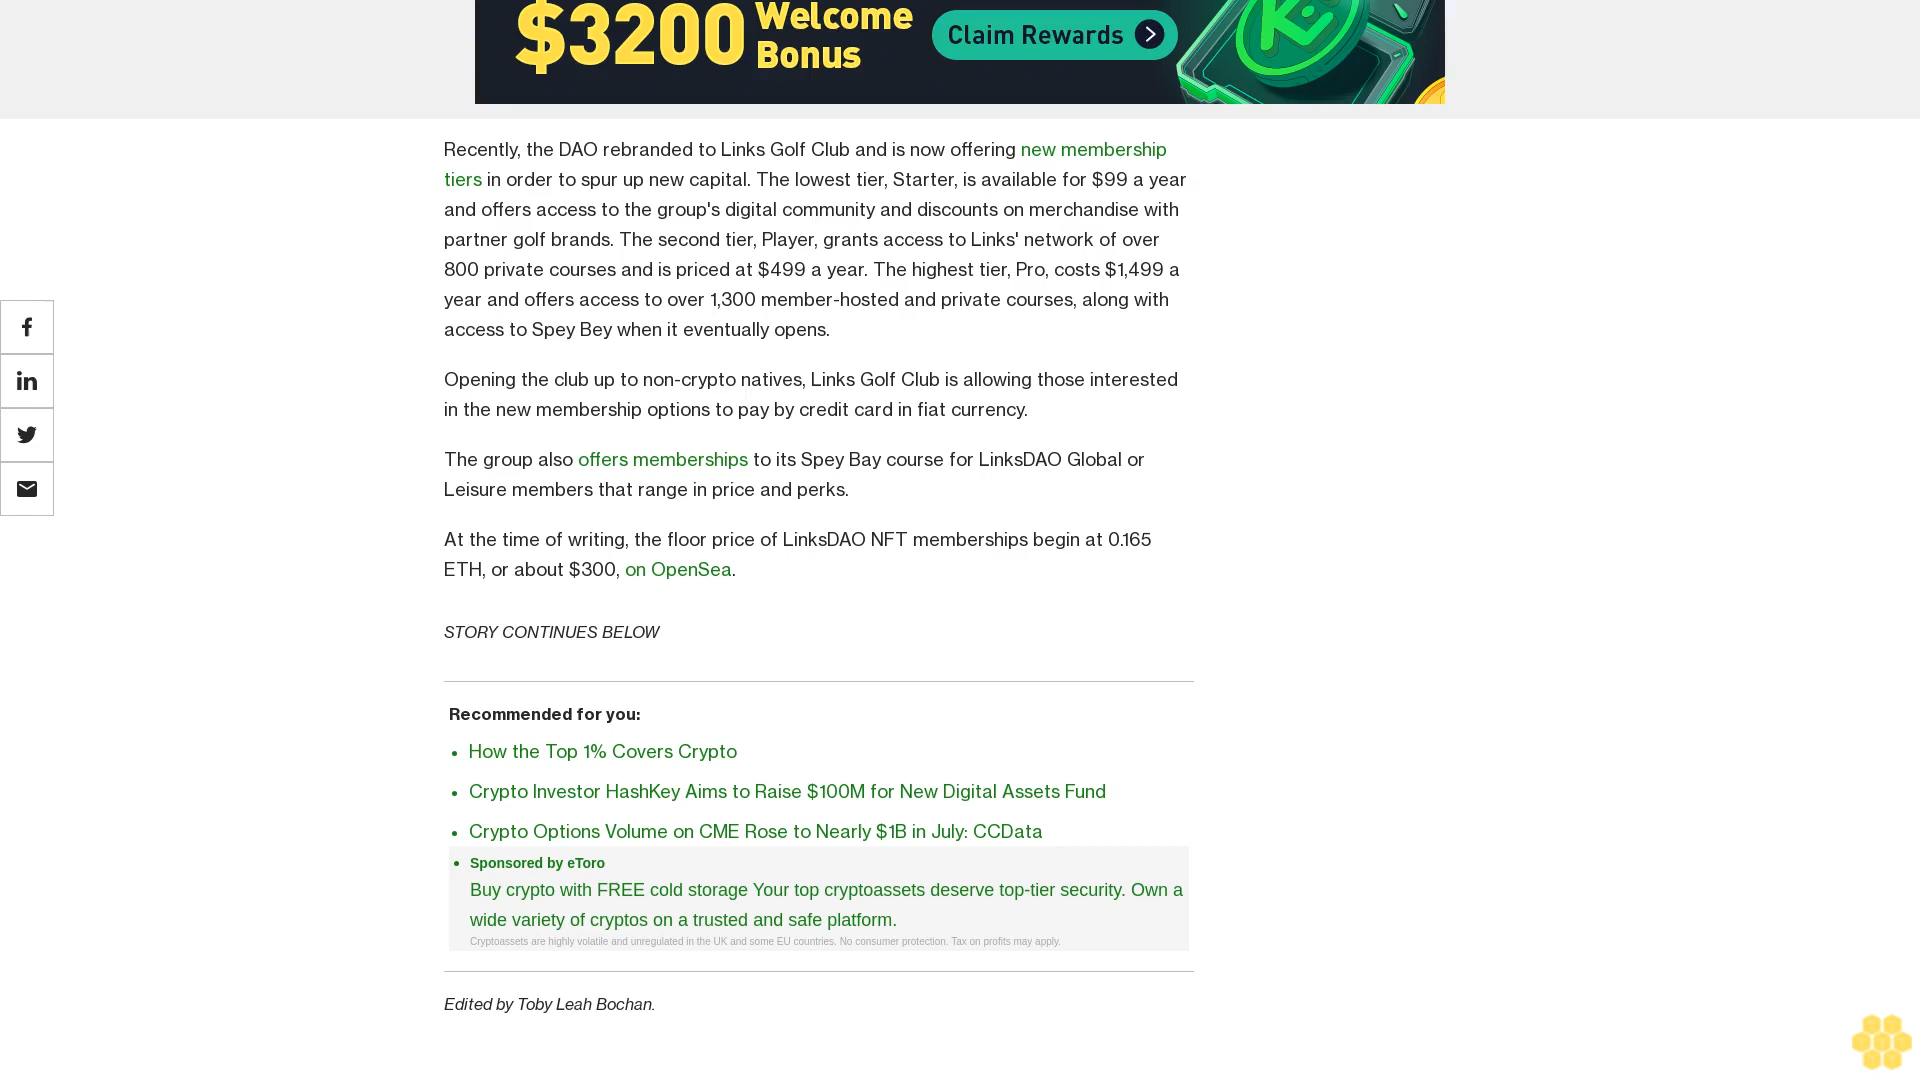 $3200 Welcome
Bonus
Claim Rewards
Recently, the DAO rebranded to Links Golf Club and is now offering new membership
tiers in order to spur up new capital. The lowest tier, Starter, is available for $99 a year
and offers access to the group's digital community and discounts on merchandise with
partner golf brands. The second tier, Player, grants access to Links' network of over
800 private courses and is priced at $499 a year. The highest tier, Pro, costs $1,499 a
year and offers access to over 1,300 member-hosted and private courses, along with
access to Spey Bey when it eventually opens.
Opening the club up to non-crypto natives, Links Golf Club is allowing those interested
in the new membership options to pay by credit card in fiat currency.
The group also offers memberships to its Spey Bay course for LinksDAO Global or
Leisure members that range in price and perks.
At the time of writing, the floor price of LinksDAO NFT memberships begin at 0.165
ETH, or about $300, on OpenSea.
STORY CONTINUES BELOW
Recommended for you:
• How the Top 1% Covers Crypto
• Crypto Investor HashKey Aims to Raise $100M for New Digital Assets Fund
• Crypto Options Volume on CME Rose to Nearly $1B in July: CCData
• Sponsored by eToro
Buy crypto with FREE cold storage Your top cryptoassets deserve top-tier security. Own a
wide variety of cryptos on a trusted and safe platform.
Cryptoassets are highly volatile and unregulated in the UK and some EU countries. No consumer protection. Tax on profits may apply.
Edited by Toby Leah Bochan.